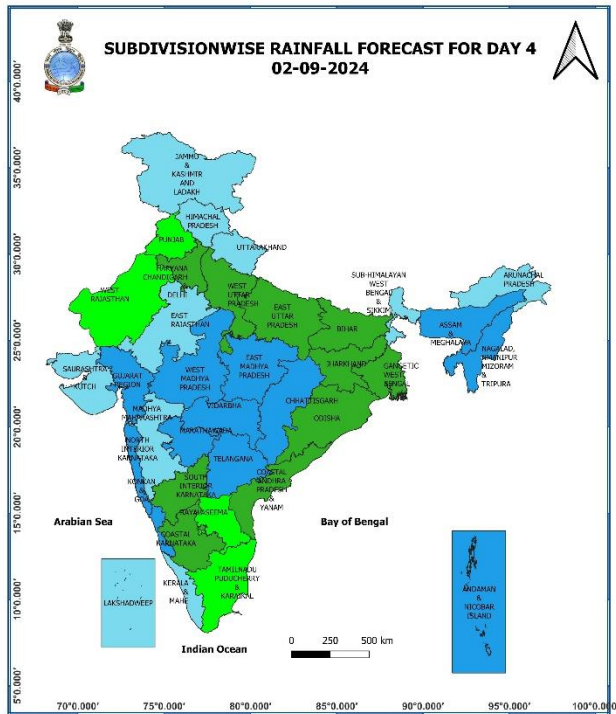 SUBDIVISIONWISE RAINFALL FORECAST FOR DAY 4
02-09-2024
40°0.000'
35°0.000'
30°0.000'
25°0.000'
20°0.000'
15°0.000'
10°0.000'
5°0.000'
JAMMU
&
KASHMIR
AND
LADAKH
HIMACHAL
PRADESH
PUNJAB
UTTARAKHAND
HARYANA
CHANDIGARH
DELHI
WEST
RAJASTHAN
WEST
UTTAR
PRADESH
EAST
UTTAR
PRADESH
SUB-HIMALAYAN
WEST
BENGAL
&
SIKKIM
ARUNACHAL
PRADESH
EAST
RAJASTHAN
BIHAR
ASSAM
&
MEGHALAYA
NAGALAD,
MANIPUR
MIZORAM
&
TRIPURA
SAURASHTRA
&
KUTCH
GUJARAT
REGION
WEST
MADHYA
PRADESH
EAST
MADHYA
PRADESH
JHARKHAND
GANGETIC
WEST
BENGAL
CHHATTISGARH
MADHYA
MAHARASHTRA
VIDARBHA
ODISHA
MARATHAWADA
NORTH
INTERIOR
KARNATAKA
TELANGANA
KONKAN
&
GOA
SOUTH
INTERIOR
KARNATAKA
COASTAL
ANDHRA
PRADESH
&
YANAM
RAYALASEEMA
COASTAL
KARNATAKA
Arabian Sea
Bay of Bengal
KERALA
&
MAHE
TAMILNADU
PUDUCHERRY
&
KARAIKAL
LAKSHADWEEP
ANDAMAN
&
NICOBAR
ISLAND
Indian Ocean
0 250 500 km
70°0.000' 75°0.000' 80°0.000' 85°0.000' 90°0.000' 95°0.000' 100°0.000'